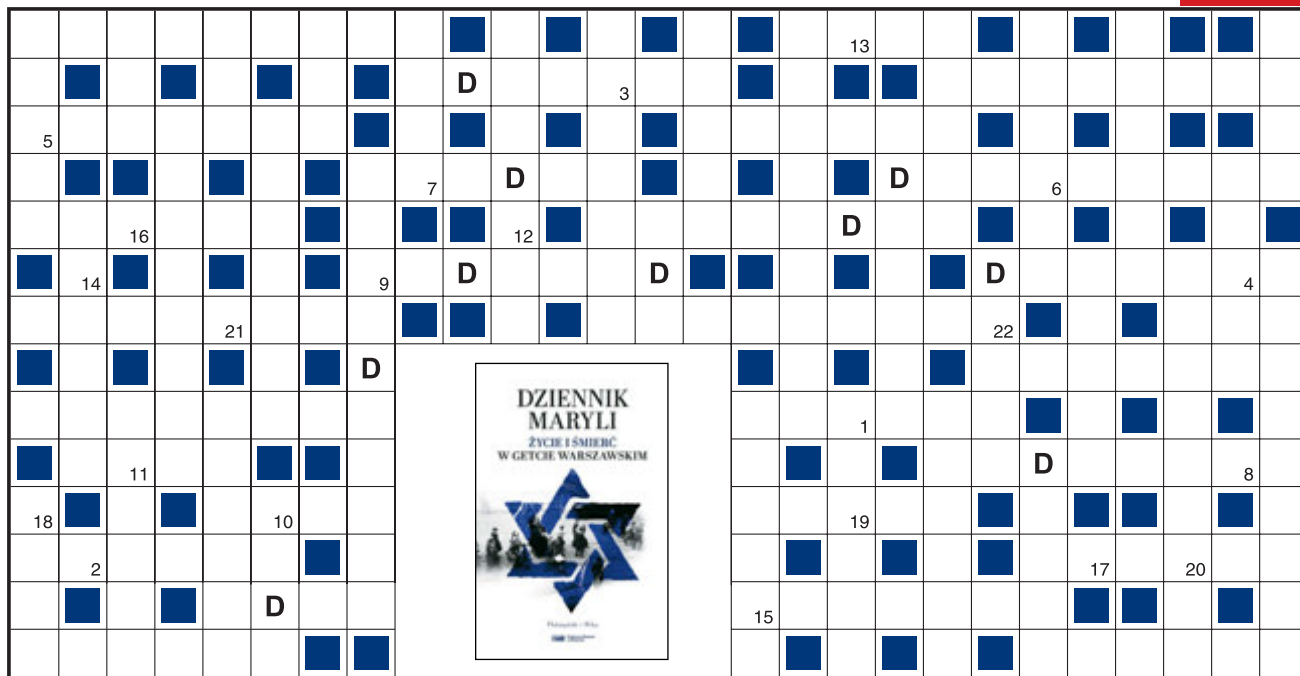 13
D 3
5
7 D D 6
16 12 D
14 9 D D D 4
21 22
D
DZIENNIK
MARYLI
ŻYCIE I ŚMIERĆ
W GETCIE WARSZAWSKIM
1
11 D 8
18 10 19
2 17 20
D 15